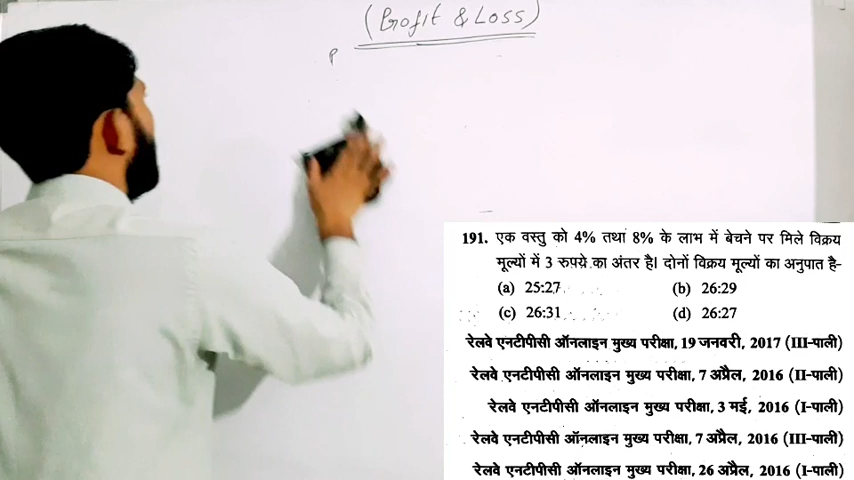 (Profit & Loss)
P
191. एक वस्तु को 4% तथा 8% के लाभ में बेचने पर मिले विक्रय
मूल्यों में 3 रुपये का अंतर है। दोनों विक्रय मूल्यों का अनुपात है-
(a) 25:27 (b) 26:29
(c) 26:31 (d) 26:27
रेलवे एनटीपीसी ऑनलाइन मुख्य परीक्षा, 19 जनवरी, 2017 (III-पाली)
रेलवे एनटीपीसी ऑनलाइन मुख्य परीक्षा, 7 अप्रैल, 2016 (II-पाली)
रेलवे एनटीपीसी ऑनलाइन मुख्य परीक्षा, 3 मई, 2016 (I-पाली)
रेलवे एनटीपीसी ऑनलाइन मुख्य परीक्षा, 7 अप्रैल, 2016 (III-पाली)
रेलवे एनटीपीसी ऑनलाइन मुख्य परीक्षा, 26 अप्रैल, 2016 (I-पाली)